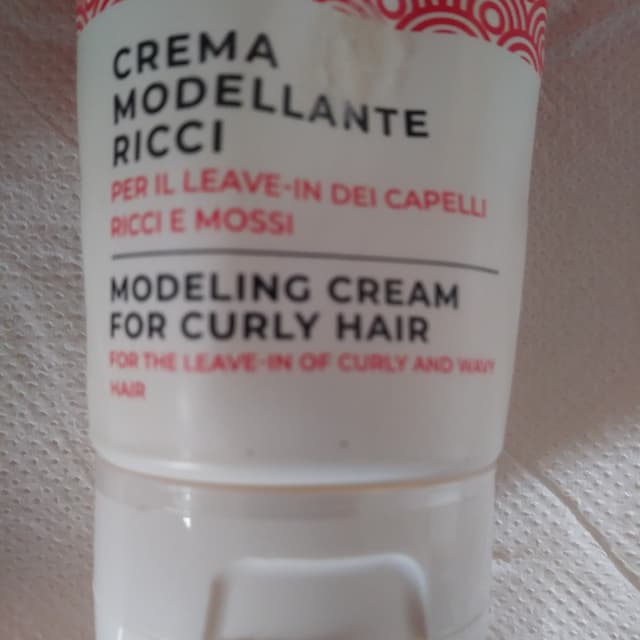 CREMA
MODELLANTE
RICCI
PER IL LEAVE-IN DEI CAPELLI
RICCI E MOSSI
MODELING CREAM
FOR CURLY HAIR
FOR THE LEAVE-IN OF CURLY AND WAVY
HAIR